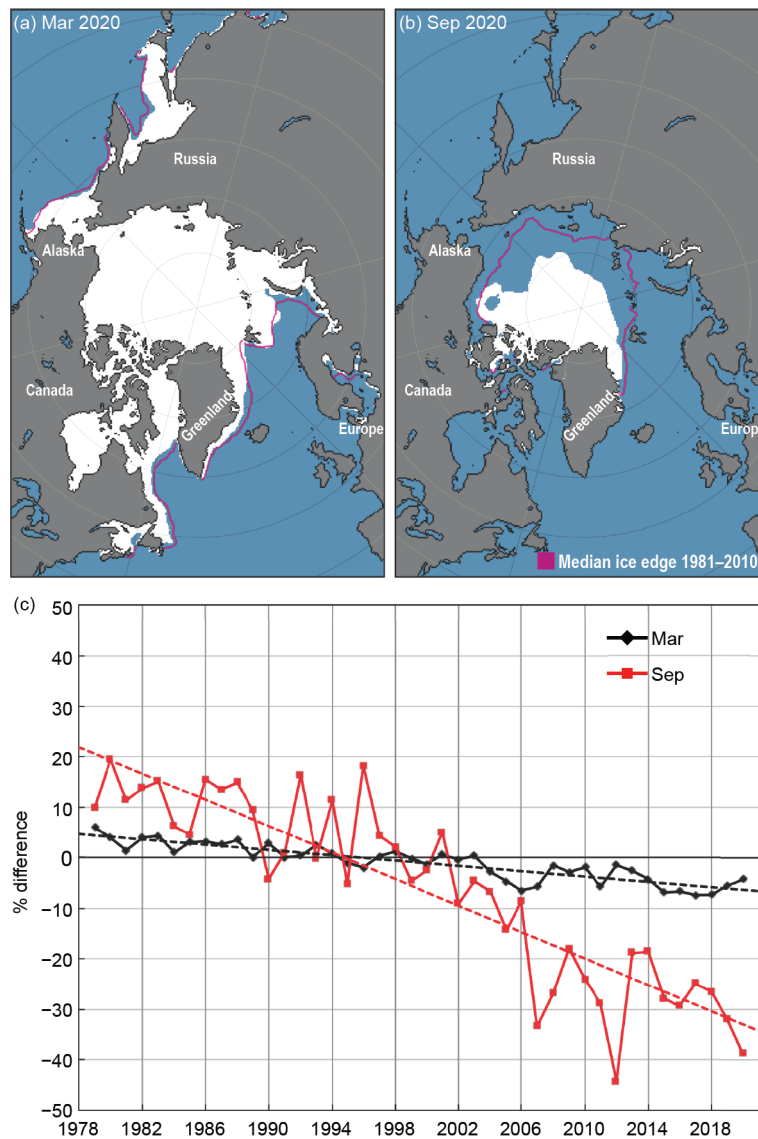 (a) Mar 2020
Russia
Alaska
Canada
Greenland
Europe
(b) Sep 2020
Russia
Alaska
Canada
Greenland
Europ
Median ice edge 1981–2010
(c)
50
40
30
20
10
0
−10
−20
−30
−40
−50
% difference
Mar
Sep
1978 1982 1986 1990 1994 1998 2002 2006 2010 2014 2018